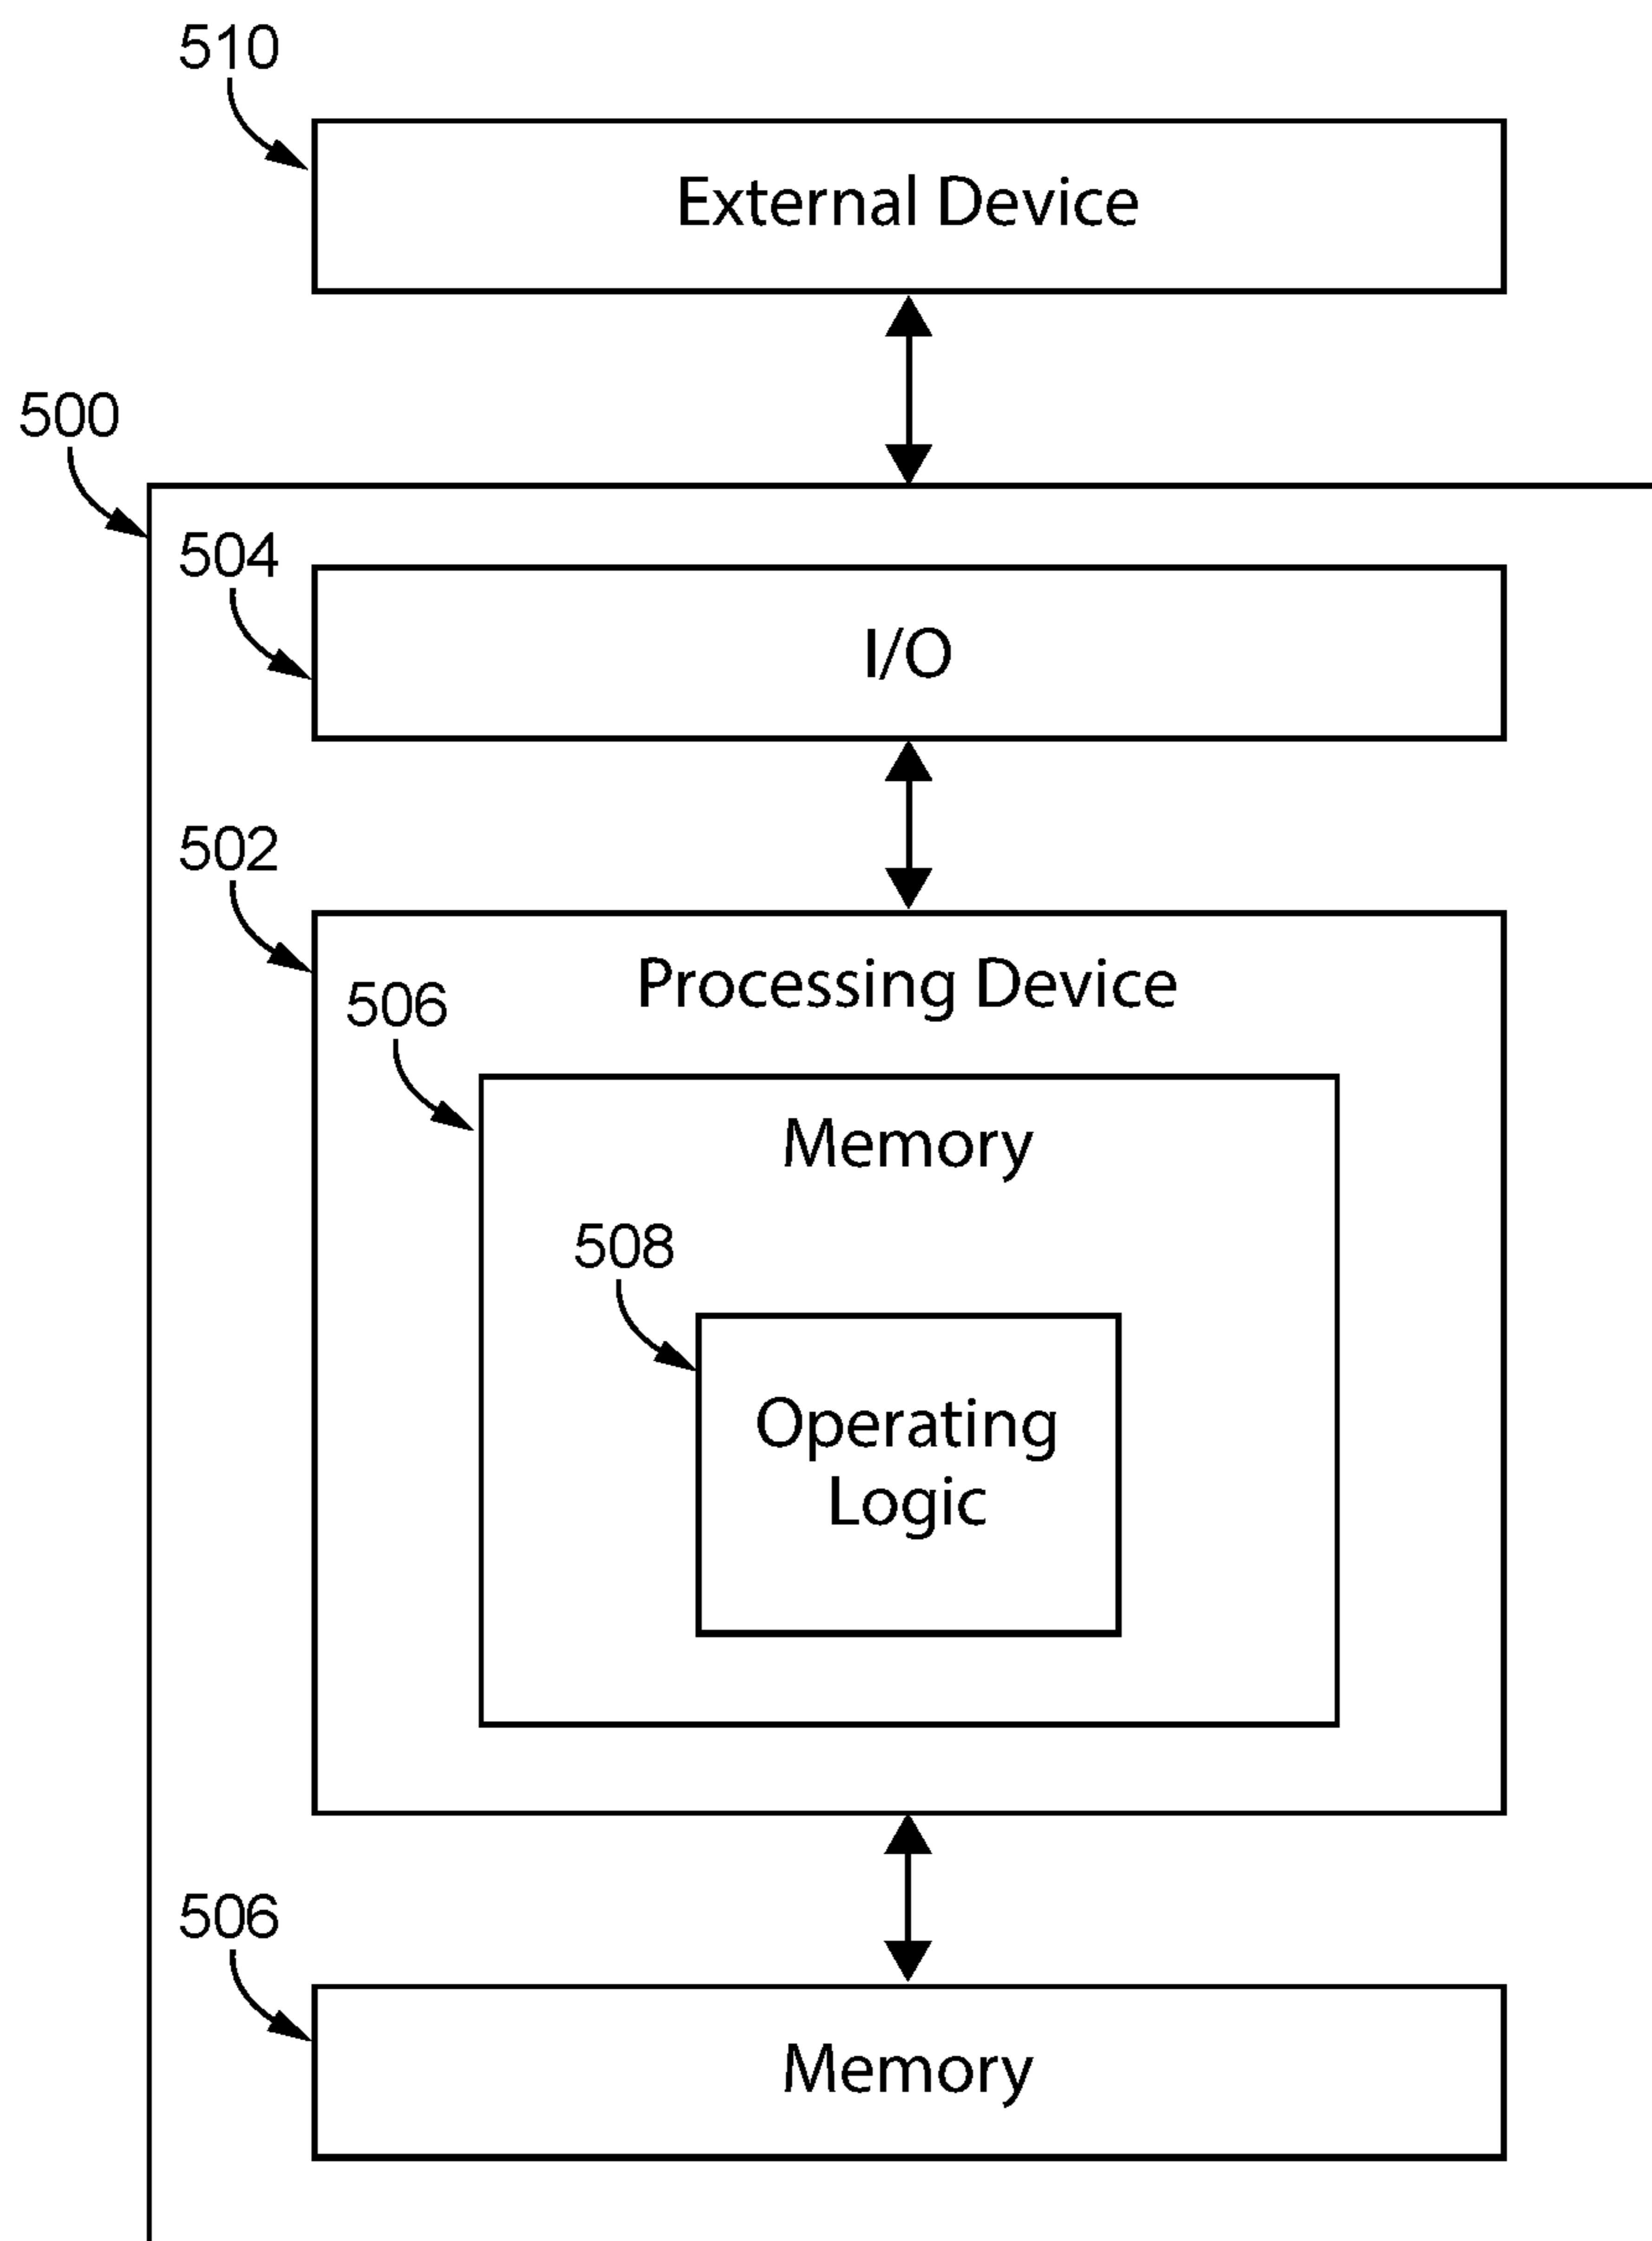 510
External Device
500
504
I/O
502
Processing Device
506
Memory
508
Operating
Logic
506
Memory